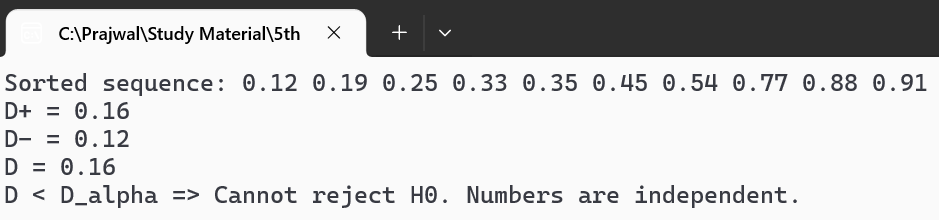 C:\Prajwal\Study Material\5th
Sorted sequence: 0.12 0.19 0.25 0.33 0.35 0.45 0.54 0.77 0.88 0.91
D+ = 0.16
D- = 0.12
D = 0.16
D < D_alpha => Cannot reject H0. Numbers are independent.